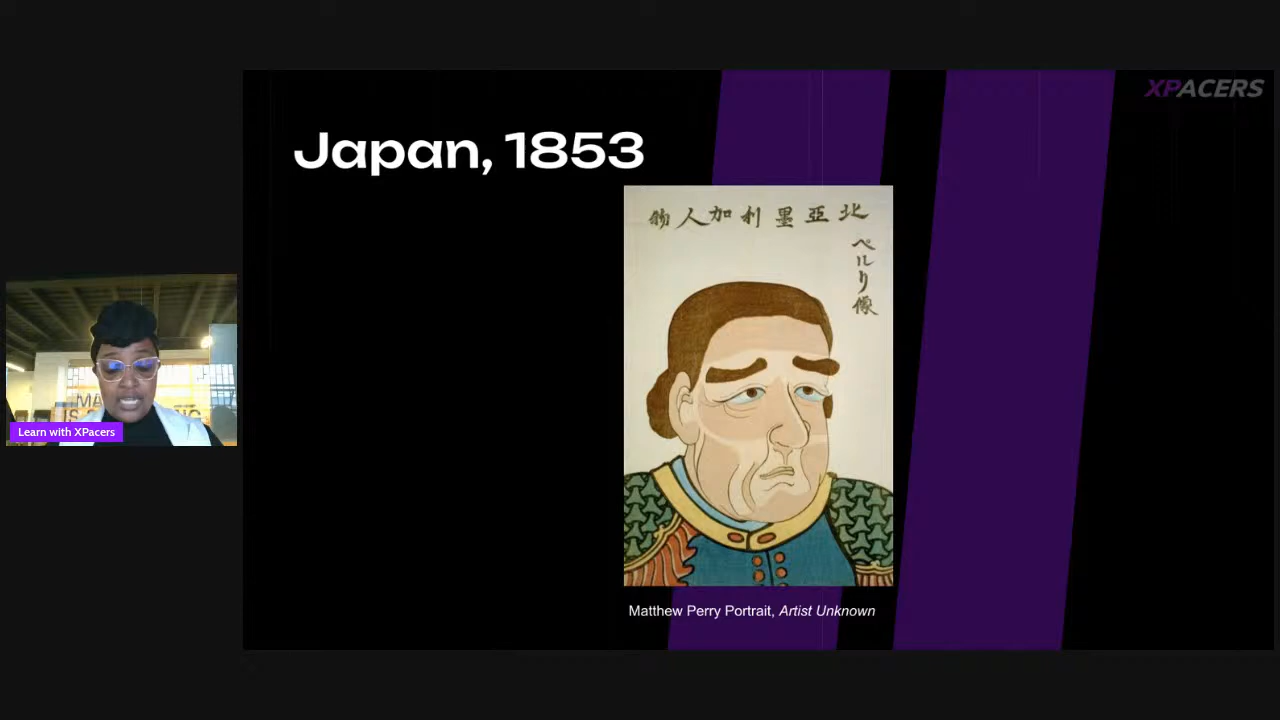 XPACERS
Japan, 1853
北亞墨利加人物
ペルリ像
Learn with XPacers
Matthew Perry Portrait, Artist Unknown